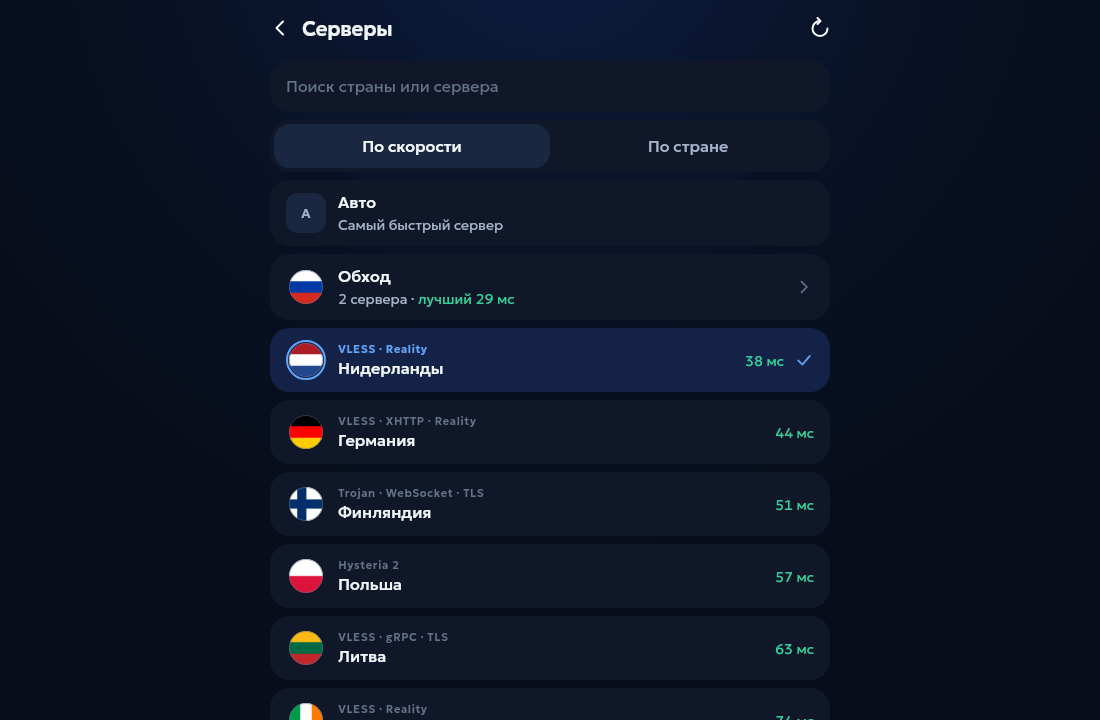 Серверы
Поиск страны или сервера
По скорости
По стране
A
Авто
Самый быстрый сервер
Обход
2 сервера · лучший 29 мс
VLESS · Reality
Нидерланды
38 мс
VLESS · XHTTP · Reality
Германия
44 мс
Trojan · WebSocket · TLS
Финляндия
51 мс
Hysteria 2
Польша
57 мс
VLESS · gRPC · TLS
Литва
63 мс
VLESS · Reality